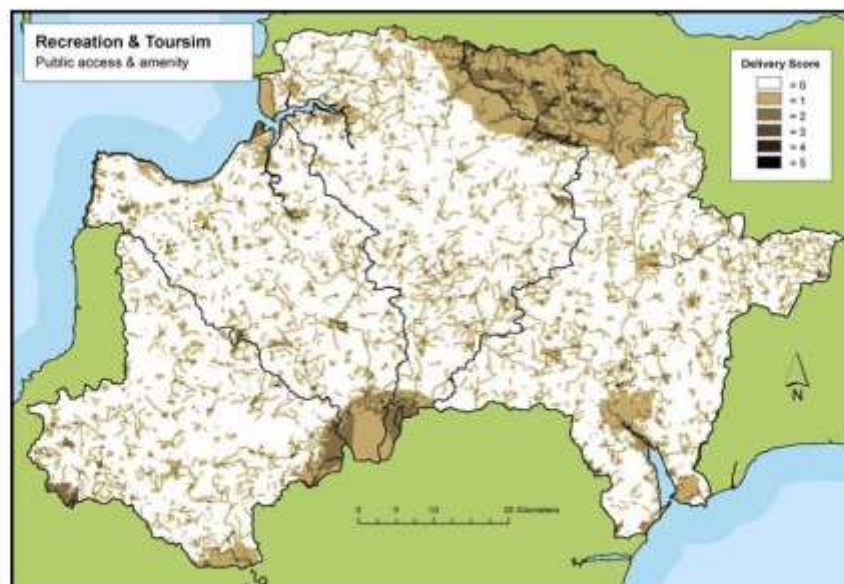 Recreation & Toursim
Public access & amenity
Delivery Score
= 0
= 1
= 2
= 3
= 4
= 5
N
0 5 10 20 Kilometers